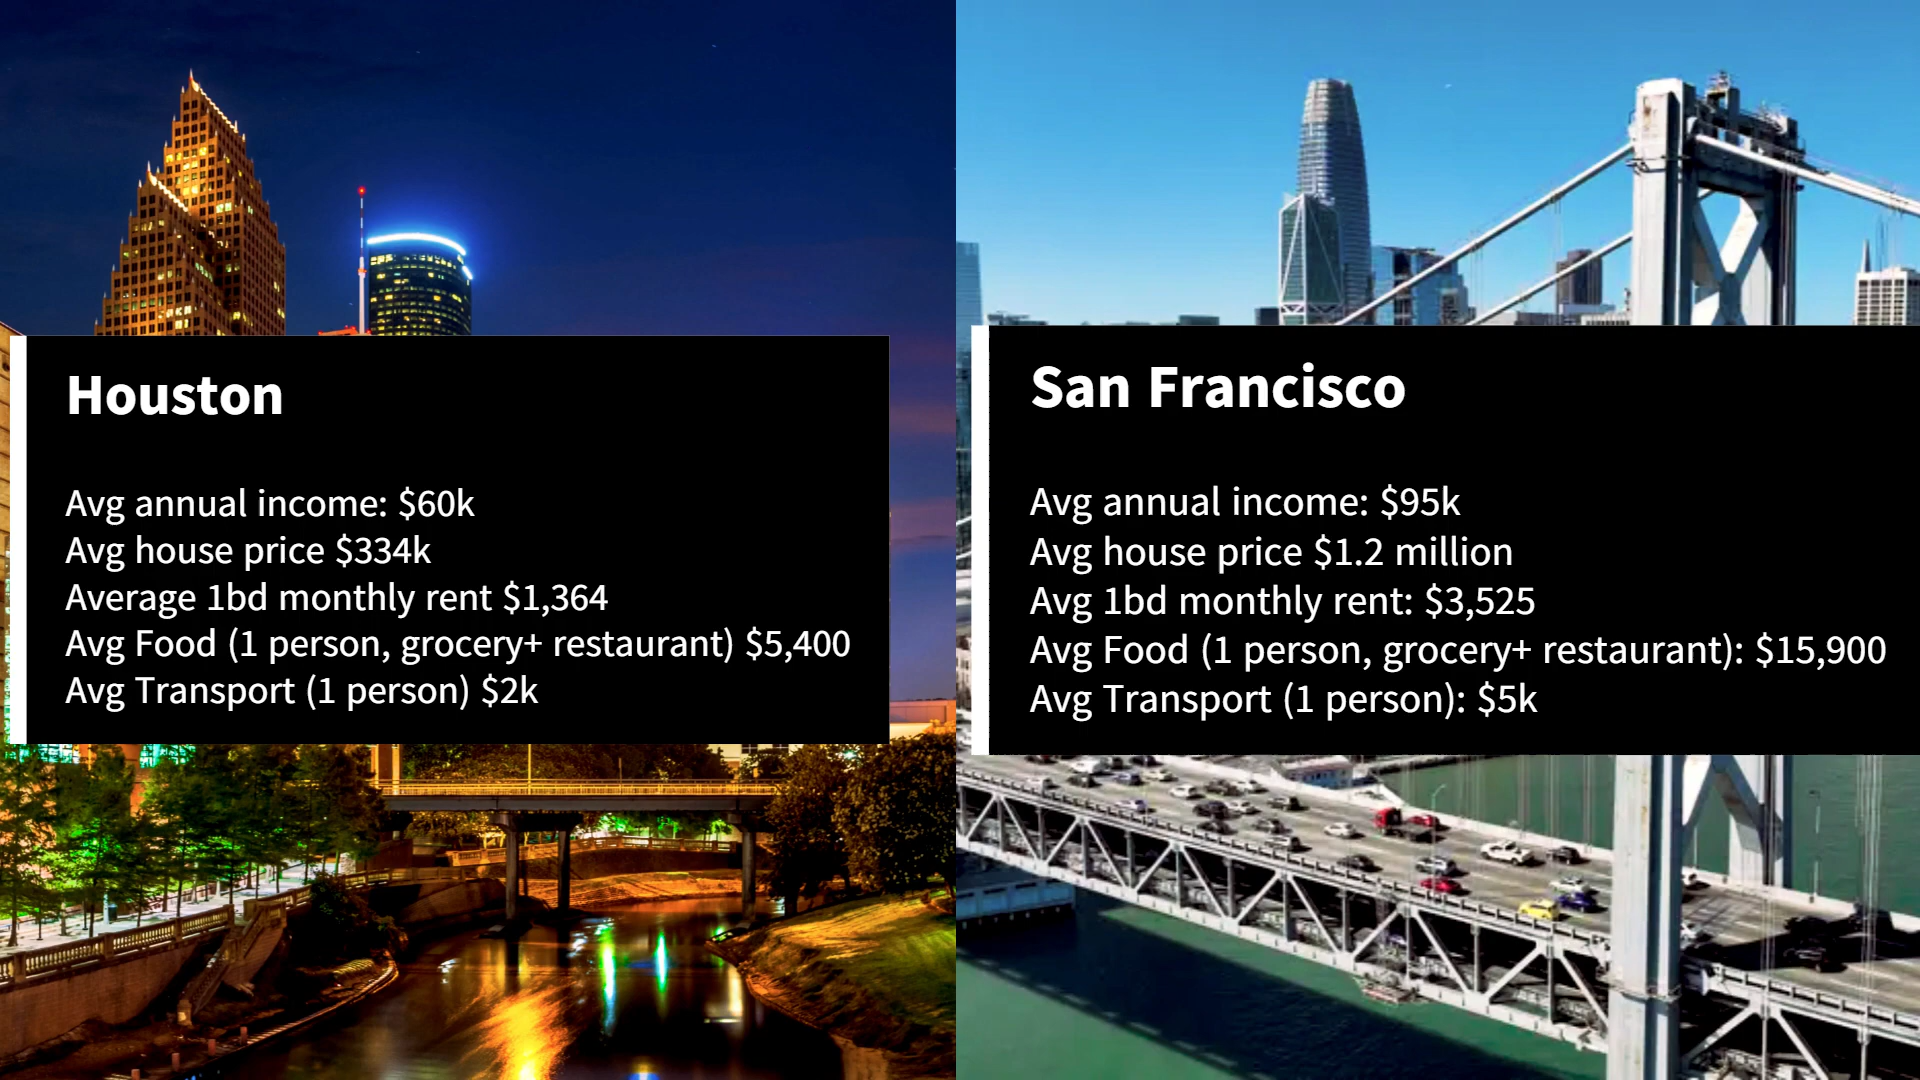 Houston
Avg annual income: $60k
Avg house price $334k
Average 1bd monthly rent $1,364
Avg Food (1 person, grocery+ restaurant) $5,400
Avg Transport (1 person) $2k
San Francisco
Avg annual income: $95k
Avg house price $1.2 million
Avg 1bd monthly rent: $3,525
Avg Food (1 person, grocery+ restaurant): $15,900
Avg Transport (1 person): $5k